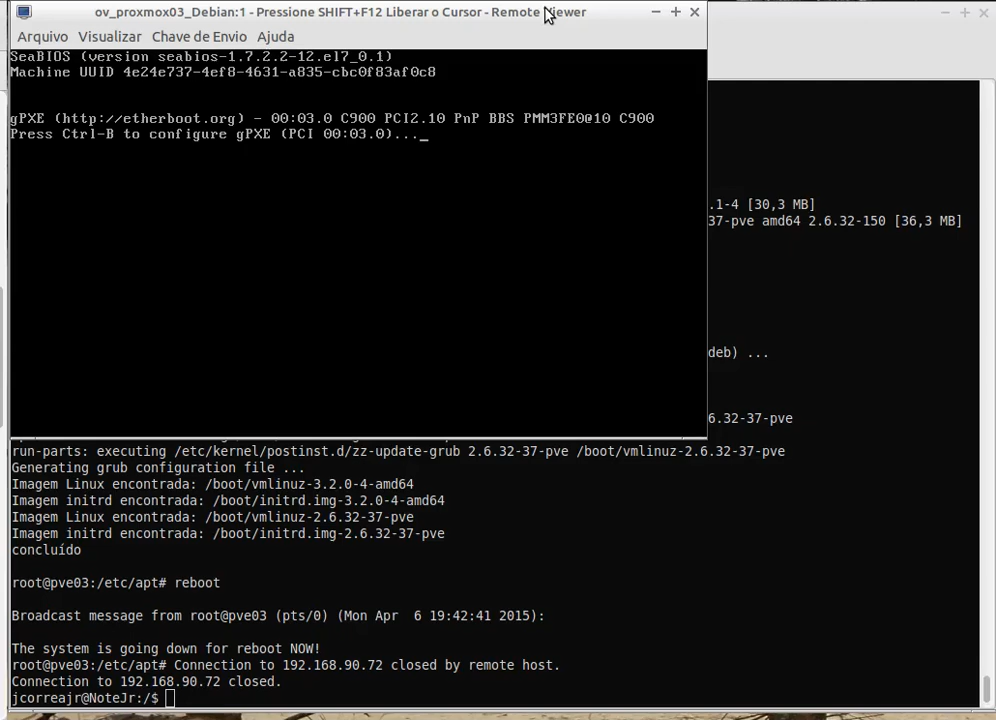 ov_proxmox03_Debian:1 - Pressione SHIFT+F12 Liberar o Cursor - Remote Viewer
Arquivo Visualizar Chave de Envio Ajuda
SeaBIOS (version seabios-1.7.2.2-12.el7_0.1)
Machine UUID 4e24e737-4ef8-4631-a835-cbc0f83af0c8
gPXE (http://etherboot.org) - 00:03.0 C900 PCI2.10 PnP BBS PMM3FE00@10 C900
Press Ctrl-B to configure gPXE (PCI 00:03.0)..._
.1-4 [30,3 MB]
37-pve amd64 2.6.32-150 [36,3 MB]
deb) ...
6.32-37-pve
run-parts: executing /etc/kernel/postinst.d/zz-update-grub 2.6.32-37-pve /boot/vmlinuz-2.6.32-37-pve
Generating grub configuration file ...
Imagem Linux encontrada: /boot/vmlinuz-3.2.0-4-amd64
Imagem initrd encontrada: /boot/initrd.img-3.2.0-4-amd64
Imagem Linux encontrada: /boot/vmlinuz-2.6.32-37-pve
Imagem initrd encontrada: /boot/initrd.img-2.6.32-37-pve
concluído
root@pve03:/etc/apt# reboot
Broadcast message from root@pve03 (pts/0) (Mon Apr  6 19:42:41 2015):
The system is going down for reboot NOW!
root@pve03:/etc/apt# Connection to 192.168.90.72 closed by remote host.
Connection to 192.168.90.72 closed.
jcorreajr@NoteJr:/$